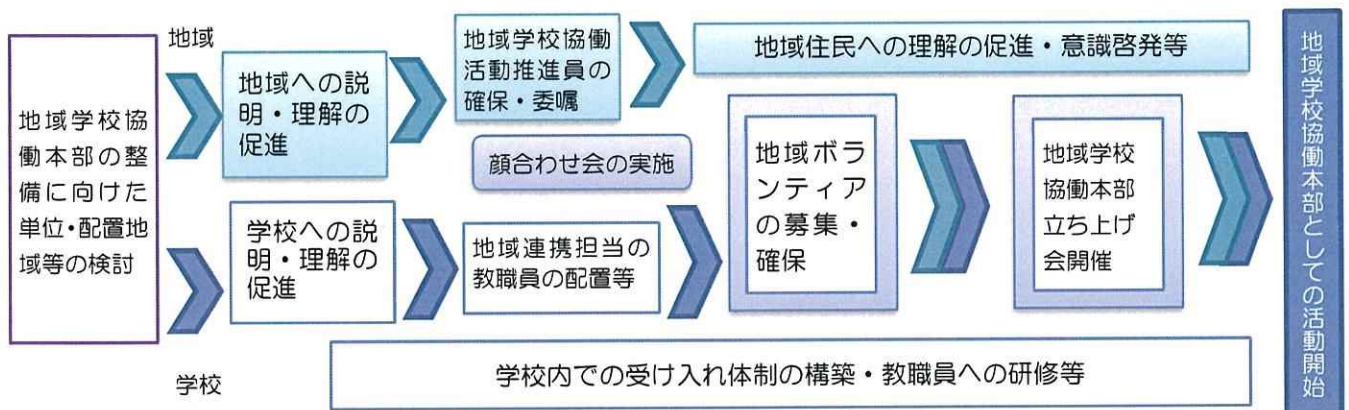 地域学校協
働本部の整
備に向けた
単位・配置地
域等の検討
地域
地域への説
明・理解の
促進
地域学校協働
活動推進員の
確保・委嘱
地域住民への理解の促進・意識啓発等
顔合わせ会の実施
学校への説
明・理解の
促進
地域連携担当の
教職員の配置等
地域ボラ
ンティア
の募集・
確保
地域学校
協働本部
立ち上げ
会開催
学校
学校内での受け入れ体制の構築・教職員への研修等
地域学校協働本部としての活動開始